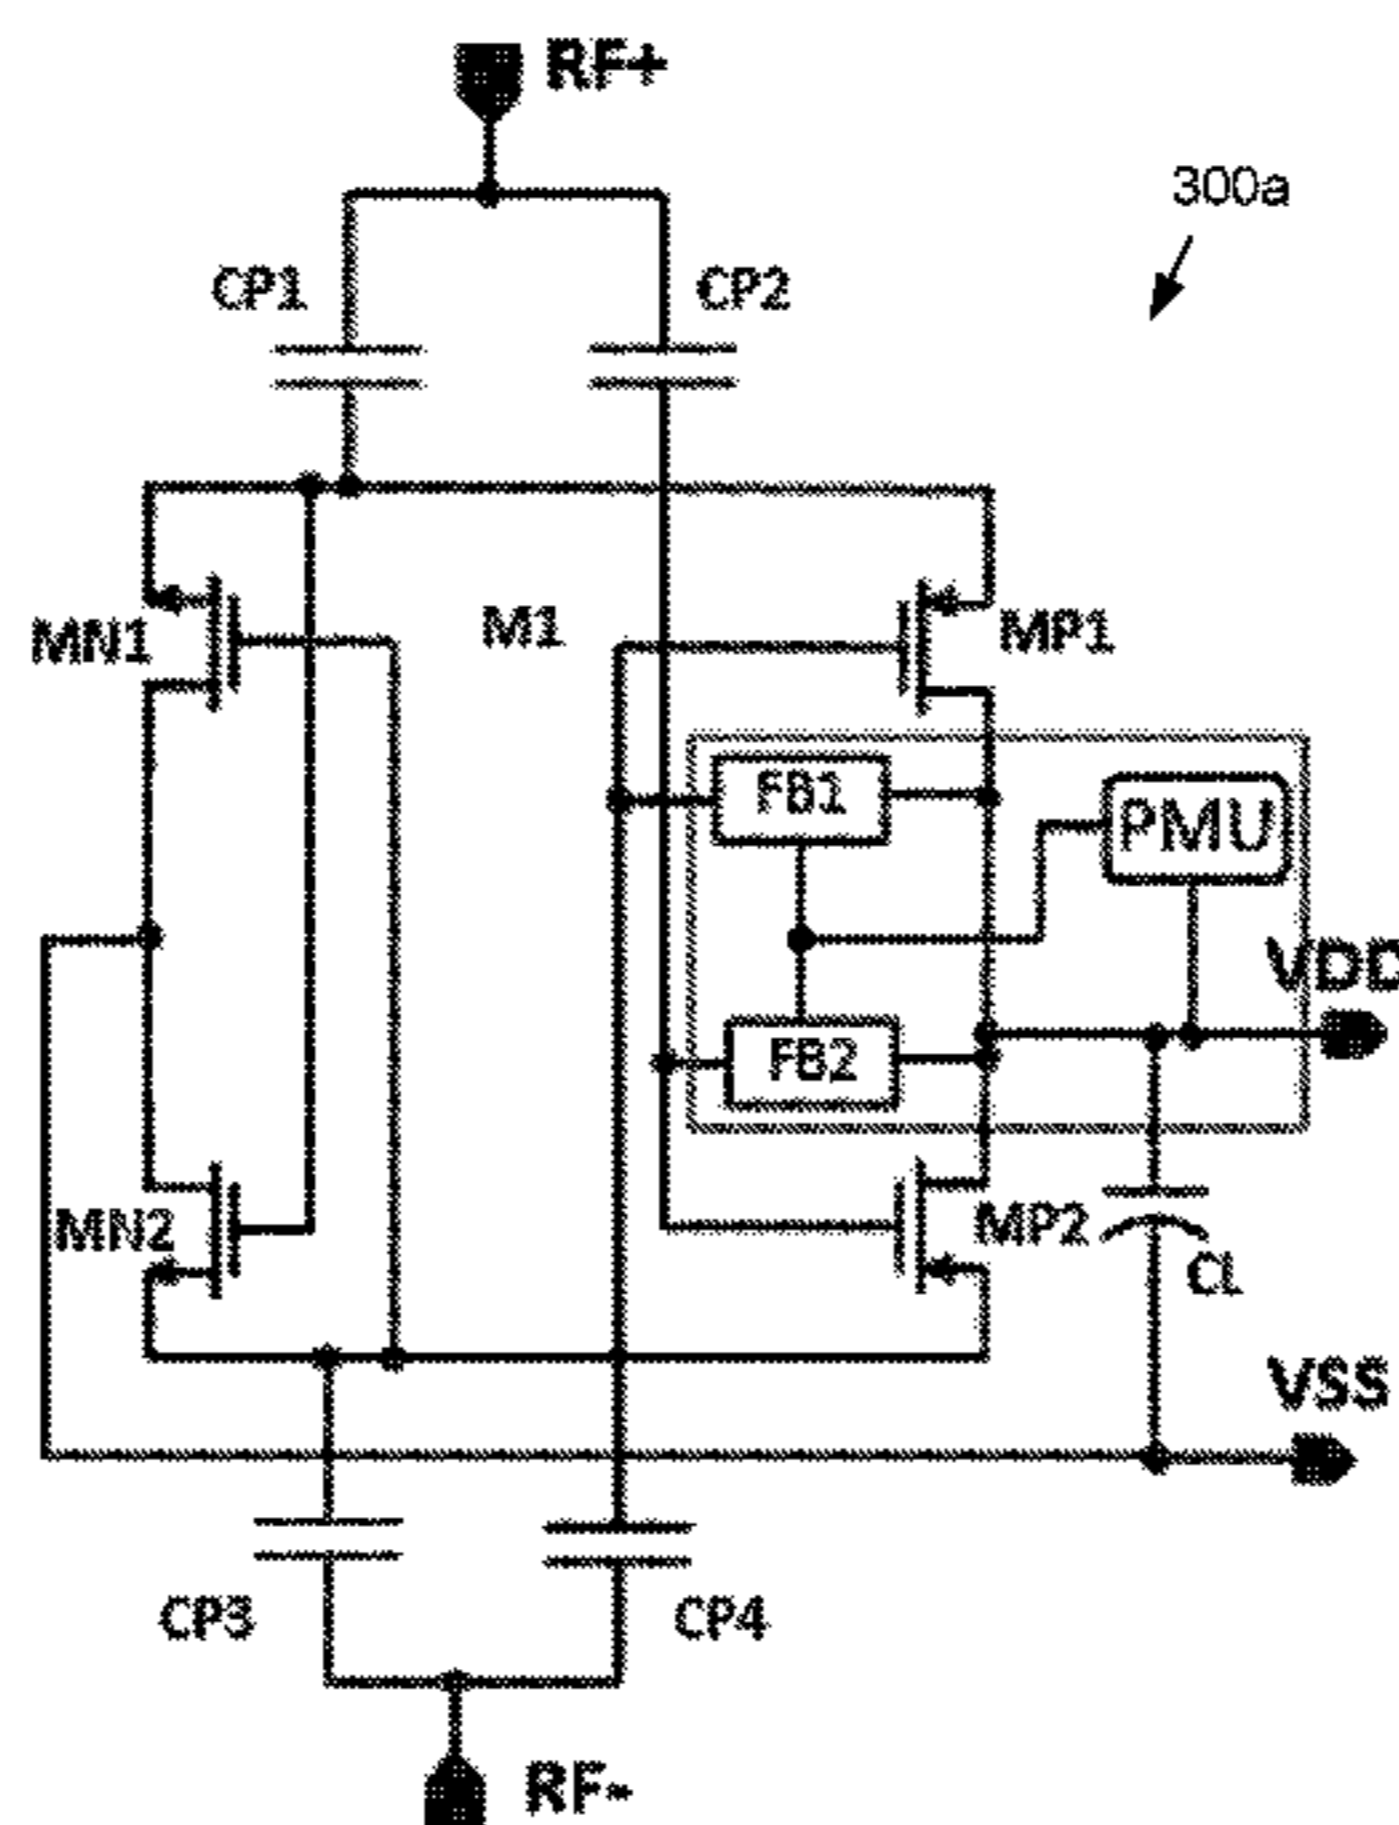 RF+
300a
CP1
CP2
MN1
M1
MP1
FB1
PMU
VDD
FB2
MN2
MP2
CL
VSS
CP3
CP4
RF-